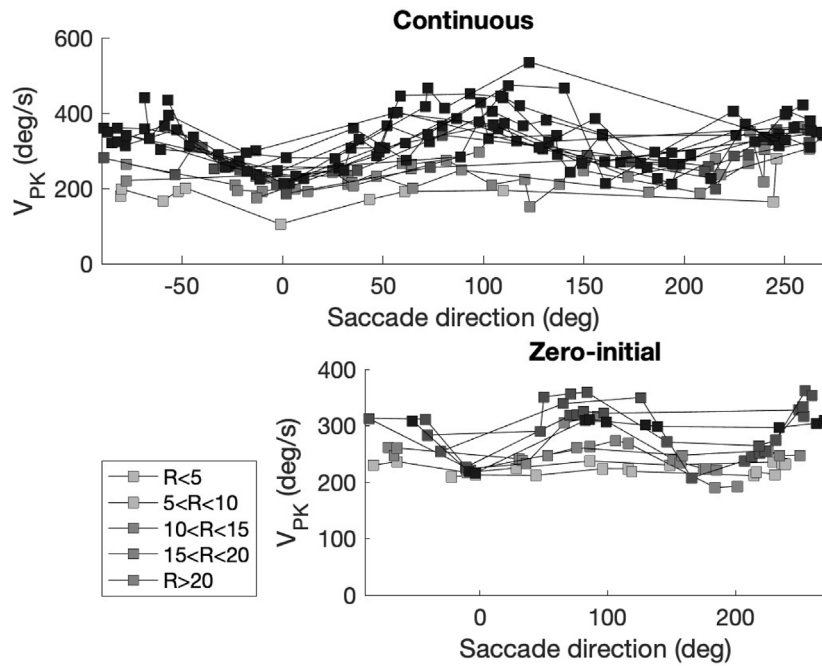 Continuous
600
400
200
0
V_PK (deg/s)
-50 0 50 100 150 200 250
Saccade direction (deg)
Zero-initial
400
300
200
100
0
V_PK (deg/s)
0 100 200
Saccade direction (deg)
R<5
5<R<10
10<R<15
15<R<20
R>20